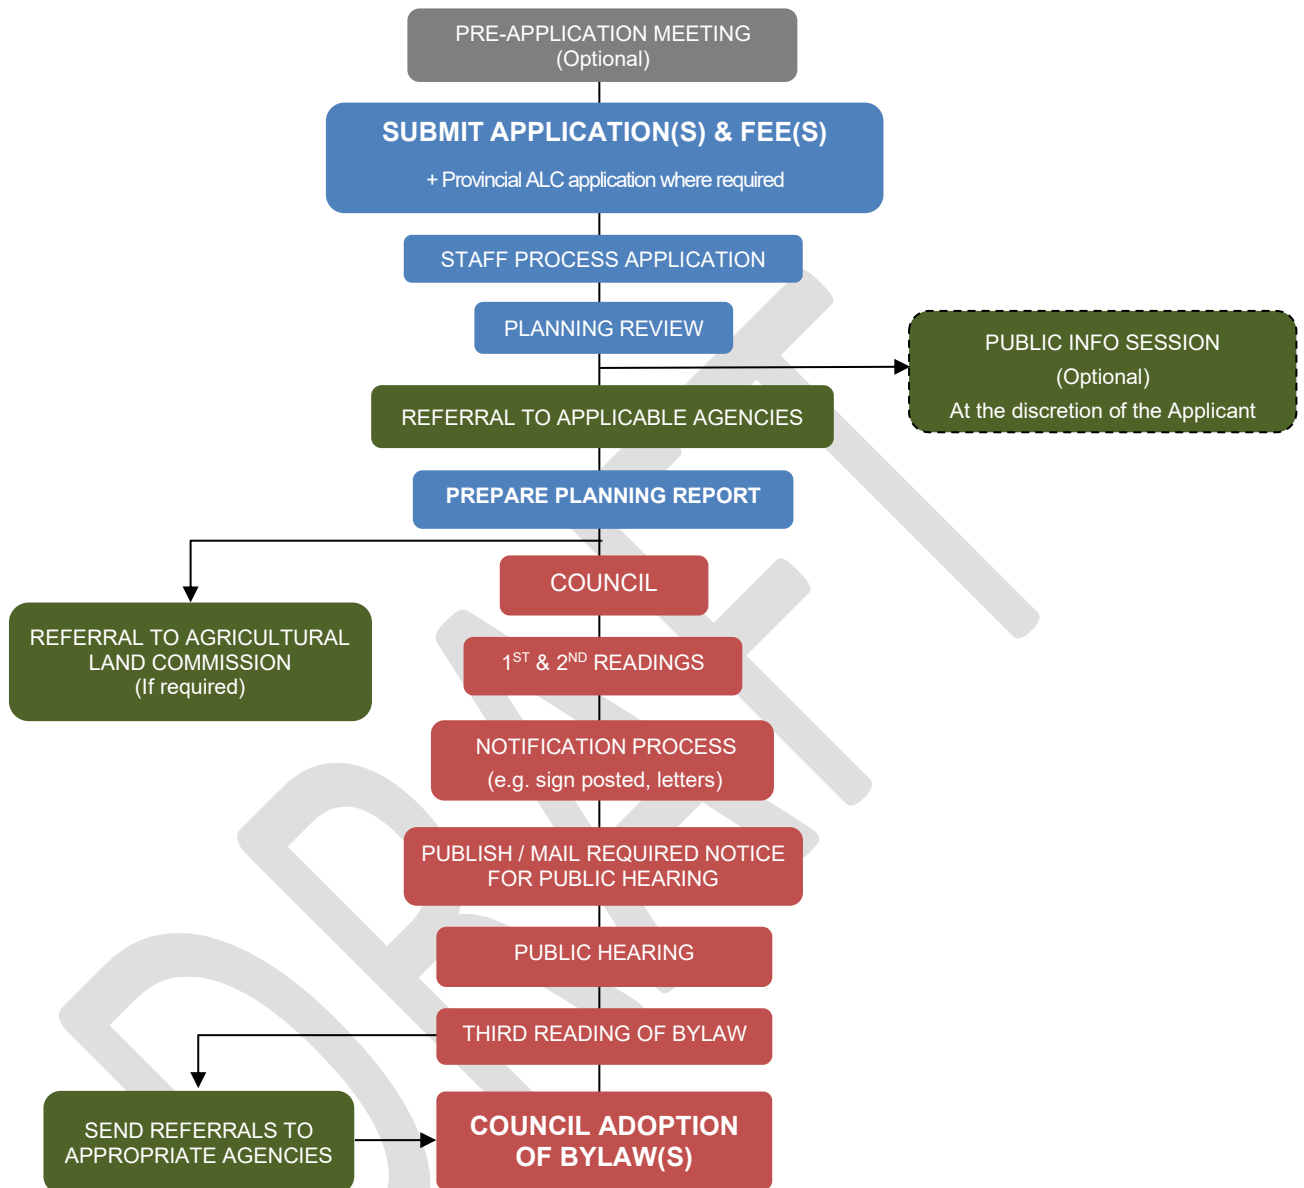 PRE-APPLICATION MEETING
(Optional)
SUBMIT APPLICATION(S) & FEE(S)
+ Provincial ALC application where required
STAFF PROCESS APPLICATION
PLANNING REVIEW
PUBLIC INFO SESSION
(Optional)
At the discretion of the Applicant
REFERRAL TO APPLICABLE AGENCIES
PREPARE PLANNING REPORT
COUNCIL
REFERRAL TO AGRICULTURAL
LAND COMMISSION
(If required)
1ST & 2ND READINGS
NOTIFICATION PROCESS
(e.g. sign posted, letters)
PUBLISH / MAIL REQUIRED NOTICE
FOR PUBLIC HEARING
PUBLIC HEARING
THIRD READING OF BYLAW
SEND REFERRALS TO
APPROPRIATE AGENCIES
COUNCIL ADOPTION
OF BYLAW(S)
DRAFT